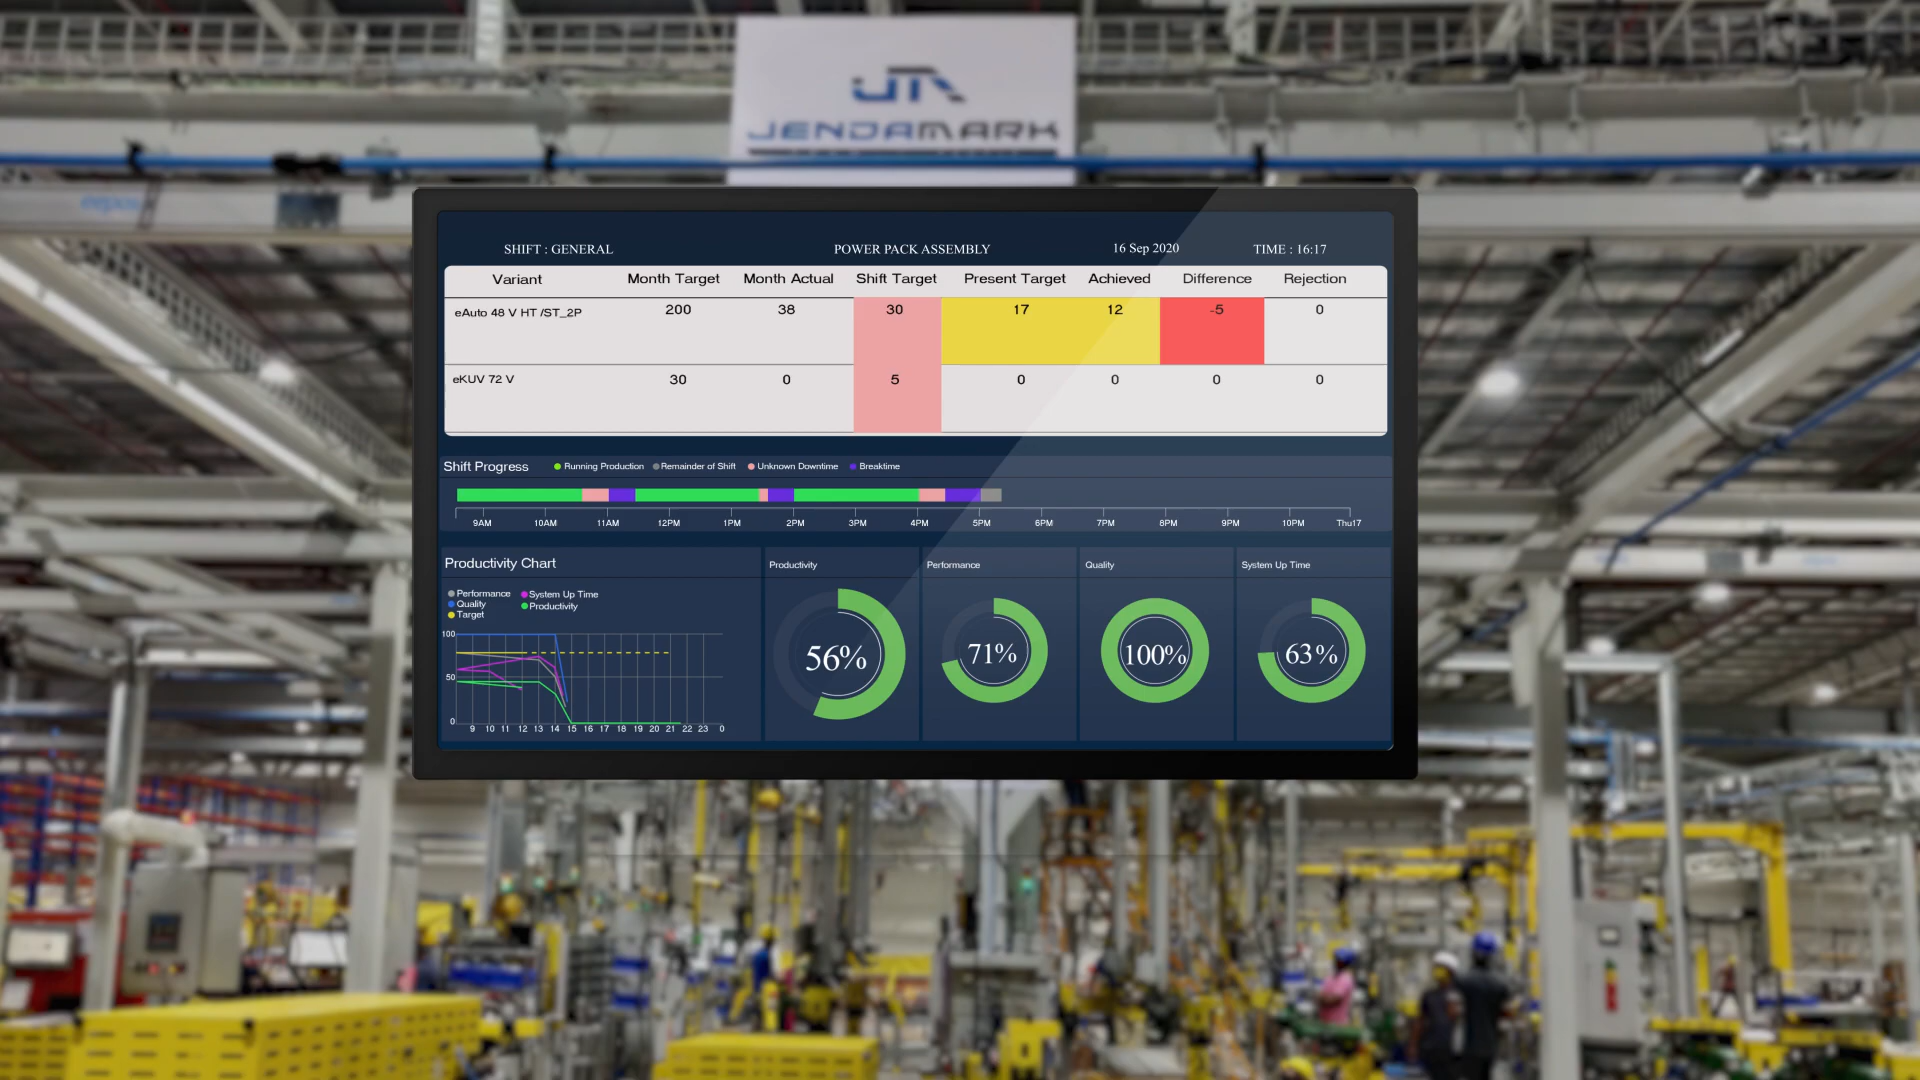 JENDAMARK
SHIFT : GENERAL POWER PACK ASSEMBLY 16 Sep 2020 TIME : 16:17
Variant Month Target Month Actual Shift Target Present Target Achieved Difference Rejection
eAuto 48 V HT /ST_2P 200 38 30 17 12 -5 0
eKUV 72 V 30 0 5 0 0 0 0
Shift Progress Running Production Remainder of Shift Unknown Downtime Breaktime
9AM 10AM 11AM 12PM 1PM 2PM 3PM 4PM 5PM 6PM 7PM 8PM 9PM 10PM Thu17
Productivity Chart
Performance System Up Time
Quality Productivity
Target
100
50
0
9 10 11 12 13 14 15 16 17 18 19 20 21 22 23 0
Productivity
56%
Performance
71%
Quality
100%
System Up Time
63%